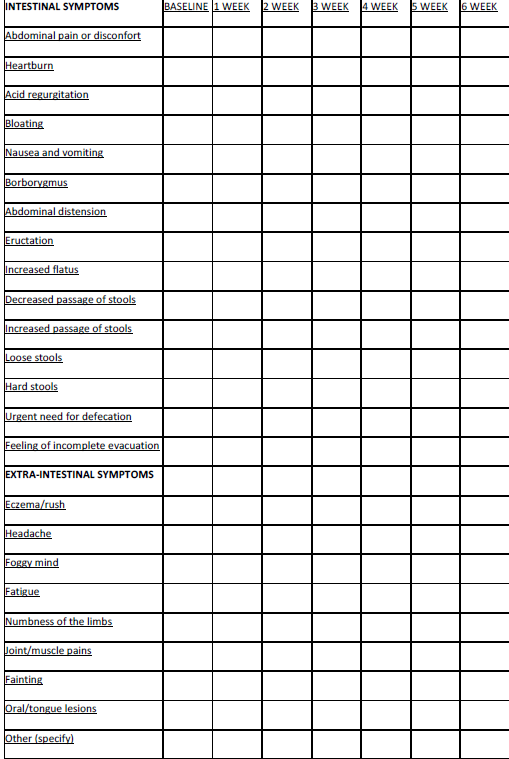 INTESTINAL SYMPTOMS BASELINE 1 WEEK 2 WEEK 3 WEEK 4 WEEK 5 WEEK 6 WEEK
Abdominal pain or disconfort
Heartburn
Acid regurgitation
Bloating
Nausea and vomiting
Borborygmus
Abdominal distension
Eructation
Increased flatus
Decreased passage of stools
Increased passage of stools
Loose stools
Hard stools
Urgent need for defecation
Feeling of incomplete evacuation
EXTRA-INTESTINAL SYMPTOMS
Eczema/rush
Headache
Foggy mind
Fatigue
Numbness of the limbs
Joint/muscle pains
Fainting
Oral/tongue lesions
Other (specify)